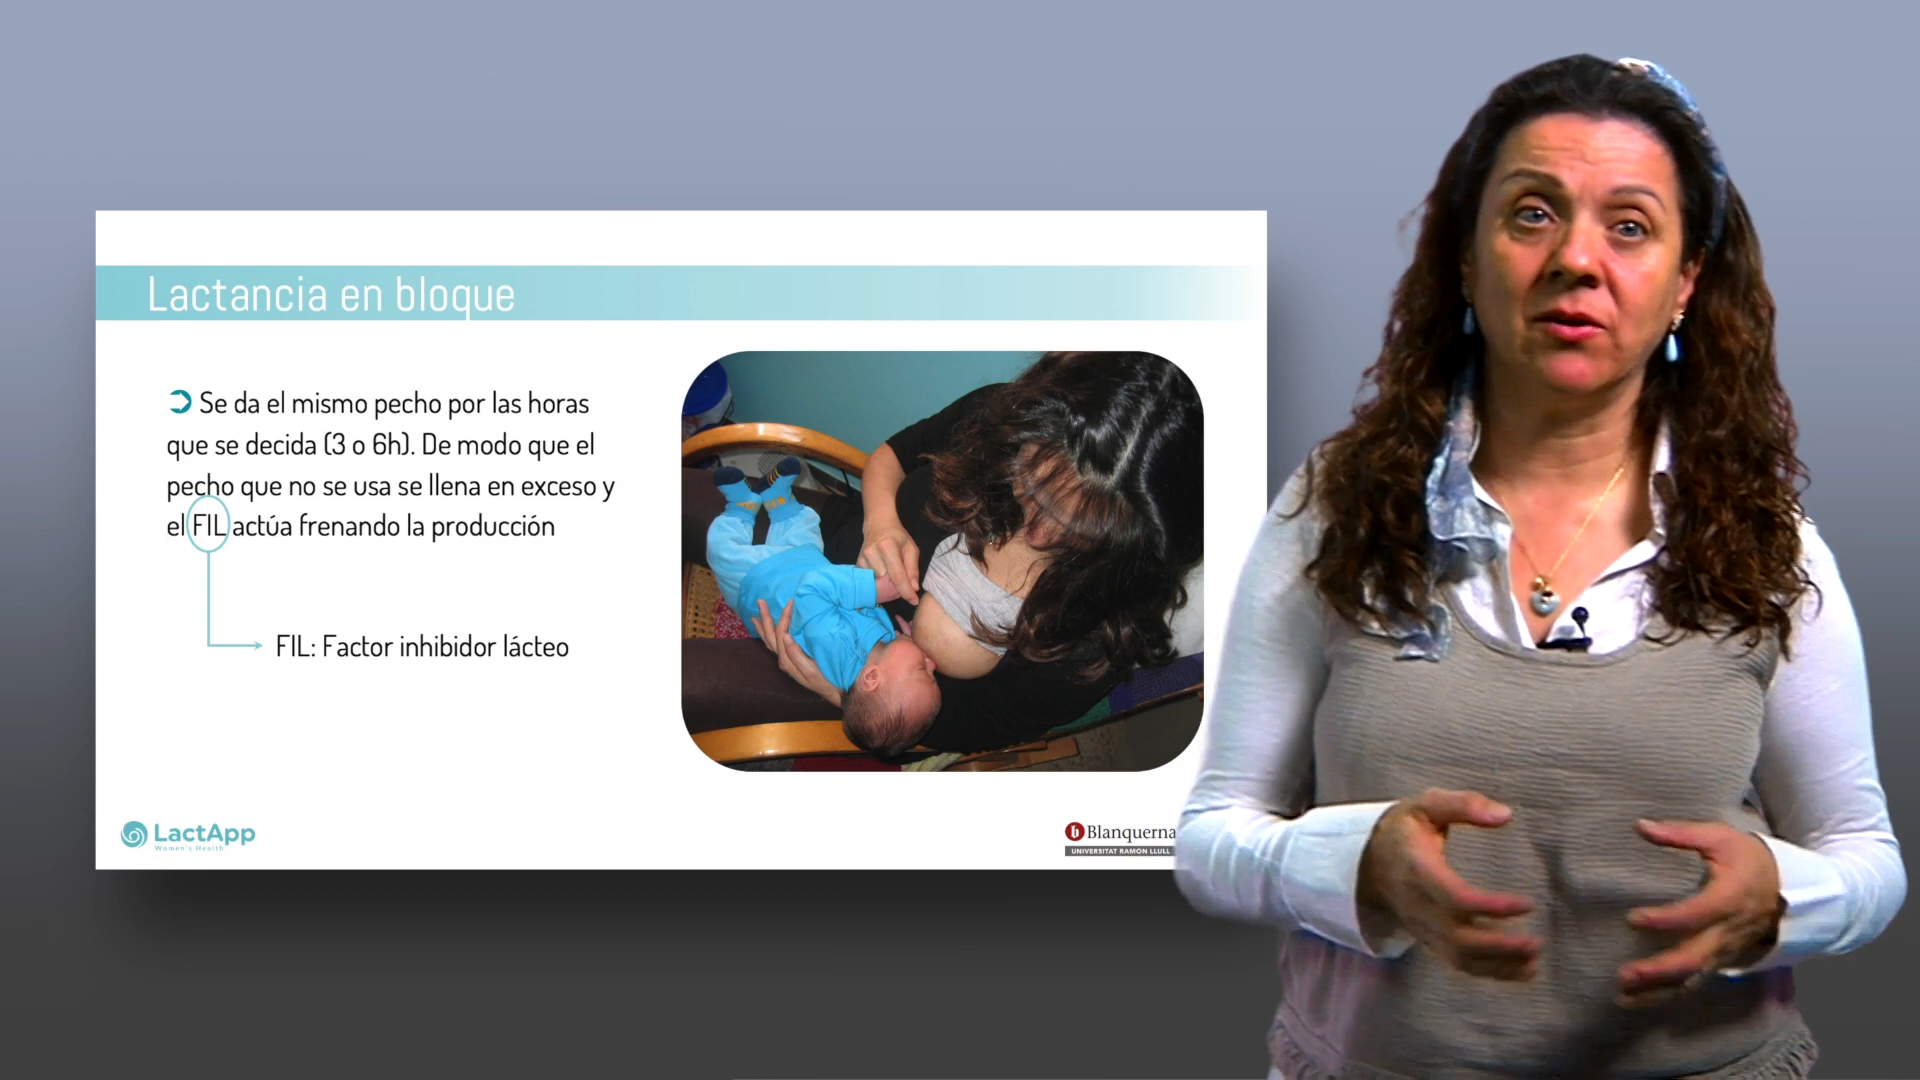 Lactancia en bloque
Se da el mismo pecho por las horas
que se decida (3 o 6h). De modo que el
pecho que no se usa se llena en exceso y
el FIL actúa frenando la producción
FIL: Factor inhibidor lácteo
LactApp
Women's Health
Blanquerna
UNIVERSITAT RAMON LLULL